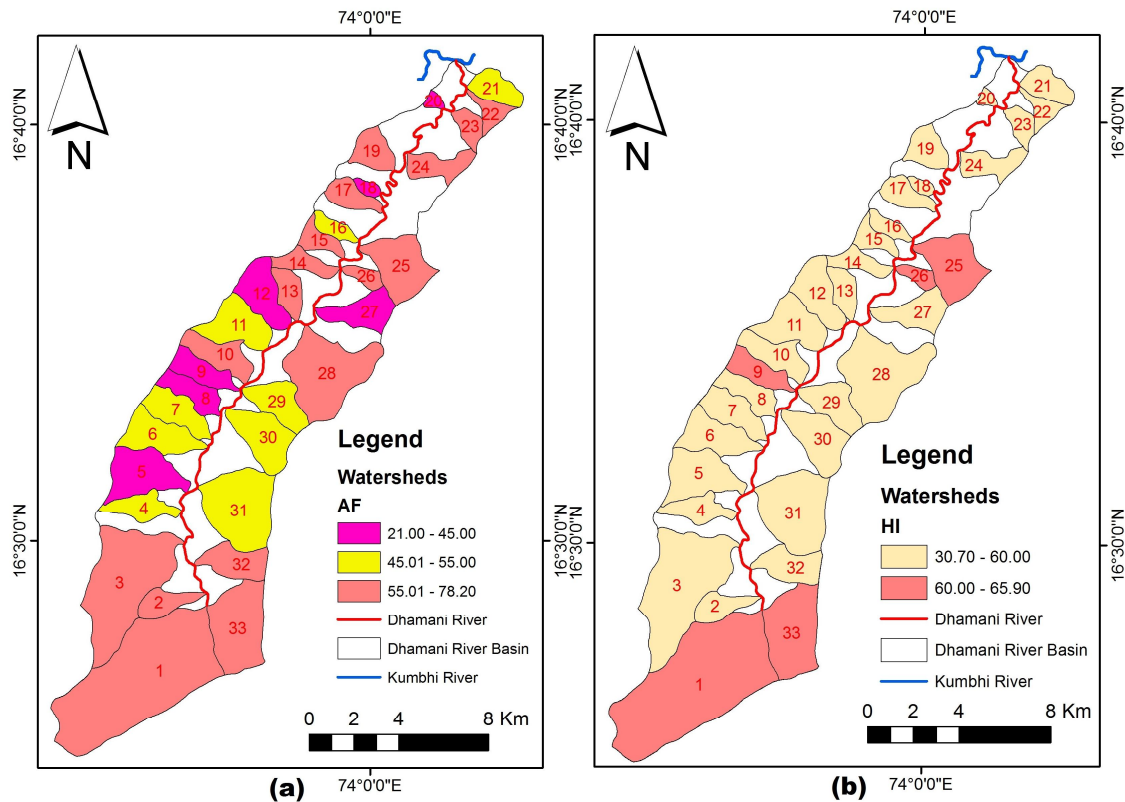 74°0'0"E
74°0'0"E
16°40'0"N
16°30'0"N
16°40'0"N
16°30'0"N
16°40'0"N
16°30'0"N
N
21
20
22
23
19
24
18
17
16
15
14
25
26
13
12
27
11
10
28
9
8
29
7
30
6
5
4
31
32
3
2
33
1
Legend
Watersheds
AF
21.00 - 45.00
45.01 - 55.00
55.01 - 78.20
Dhamani River
Dhamani River Basin
Kumbhi River
0 2 4 8 Km
74°0'0"E
(a)
N
21
20
22
23
19
24
18
17
16
15
14
25
26
13
12
27
11
10
28
9
8
29
7
30
6
5
4
31
32
3
2
33
1
Legend
Watersheds
HI
30.70 - 60.00
60.00 - 65.90
Dhamani River
Dhamani River Basin
Kumbhi River
0 2 4 8 Km
74°0'0"E
(b)